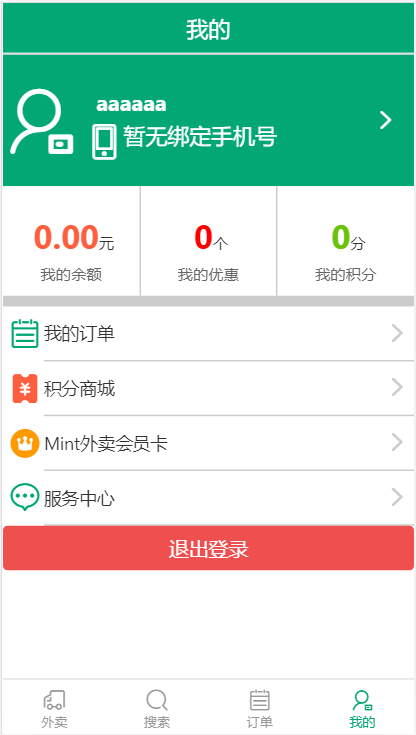 我的
aaaaaa
暂无绑定手机号
0.00元
0个
0分
我的余额
我的优惠
我的积分
我的订单
积分商城
Mint外卖会员卡
服务中心
退出登录
外卖
搜索
订单
我的